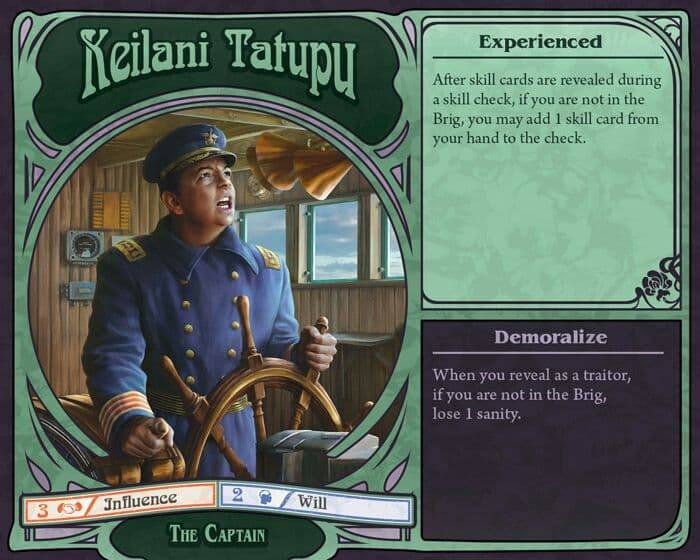 Keilani Tatupu
Experienced
After skill cards are revealed during
a skill check, if you are not in the
Brig, you may add 1 skill card from
your hand to the check.
Demoralize
When you reveal as a traitor,
if you are not in the Brig,
lose 1 sanity.
3 / Influence
2 / Will
The Captain